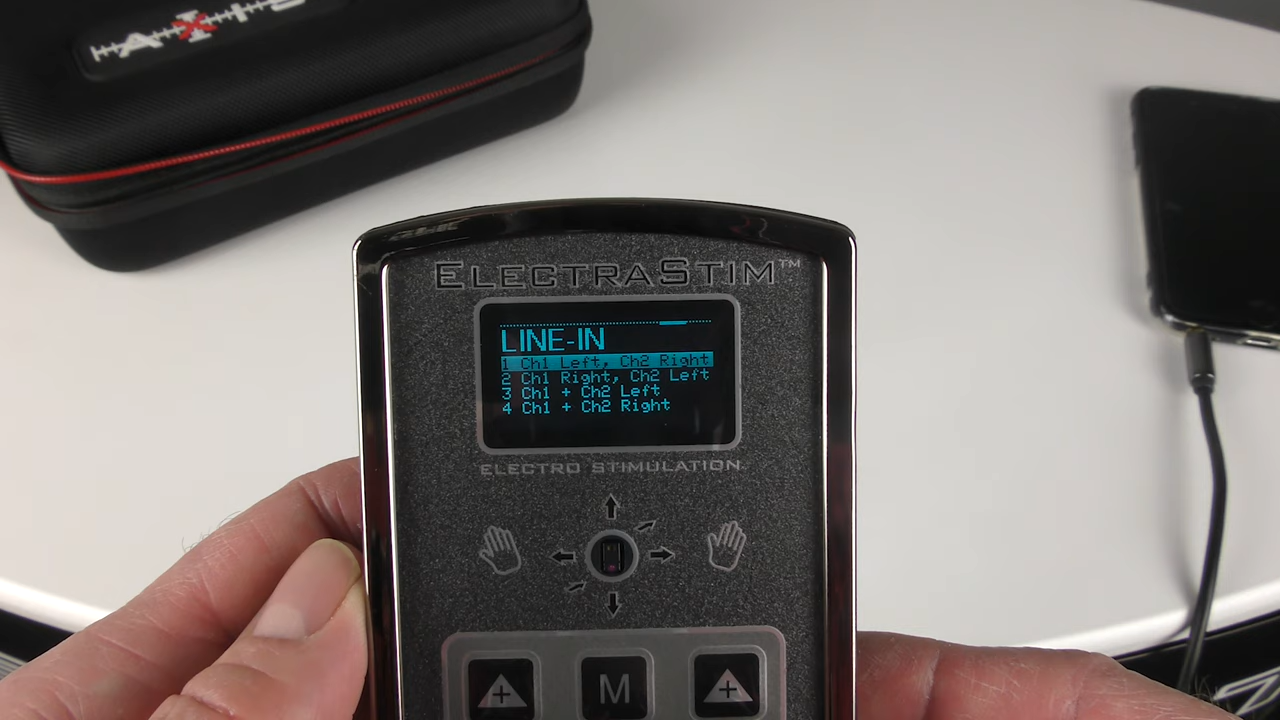 AXIS
ELECTRASTIM™
LINE-IN
1 Ch1 Left, Ch2 Right
2 Ch1 Right, Ch2 Left
3 Ch1 + Ch2 Left
4 Ch1 + Ch2 Right
ELECTRO STIMULATION
+ M +